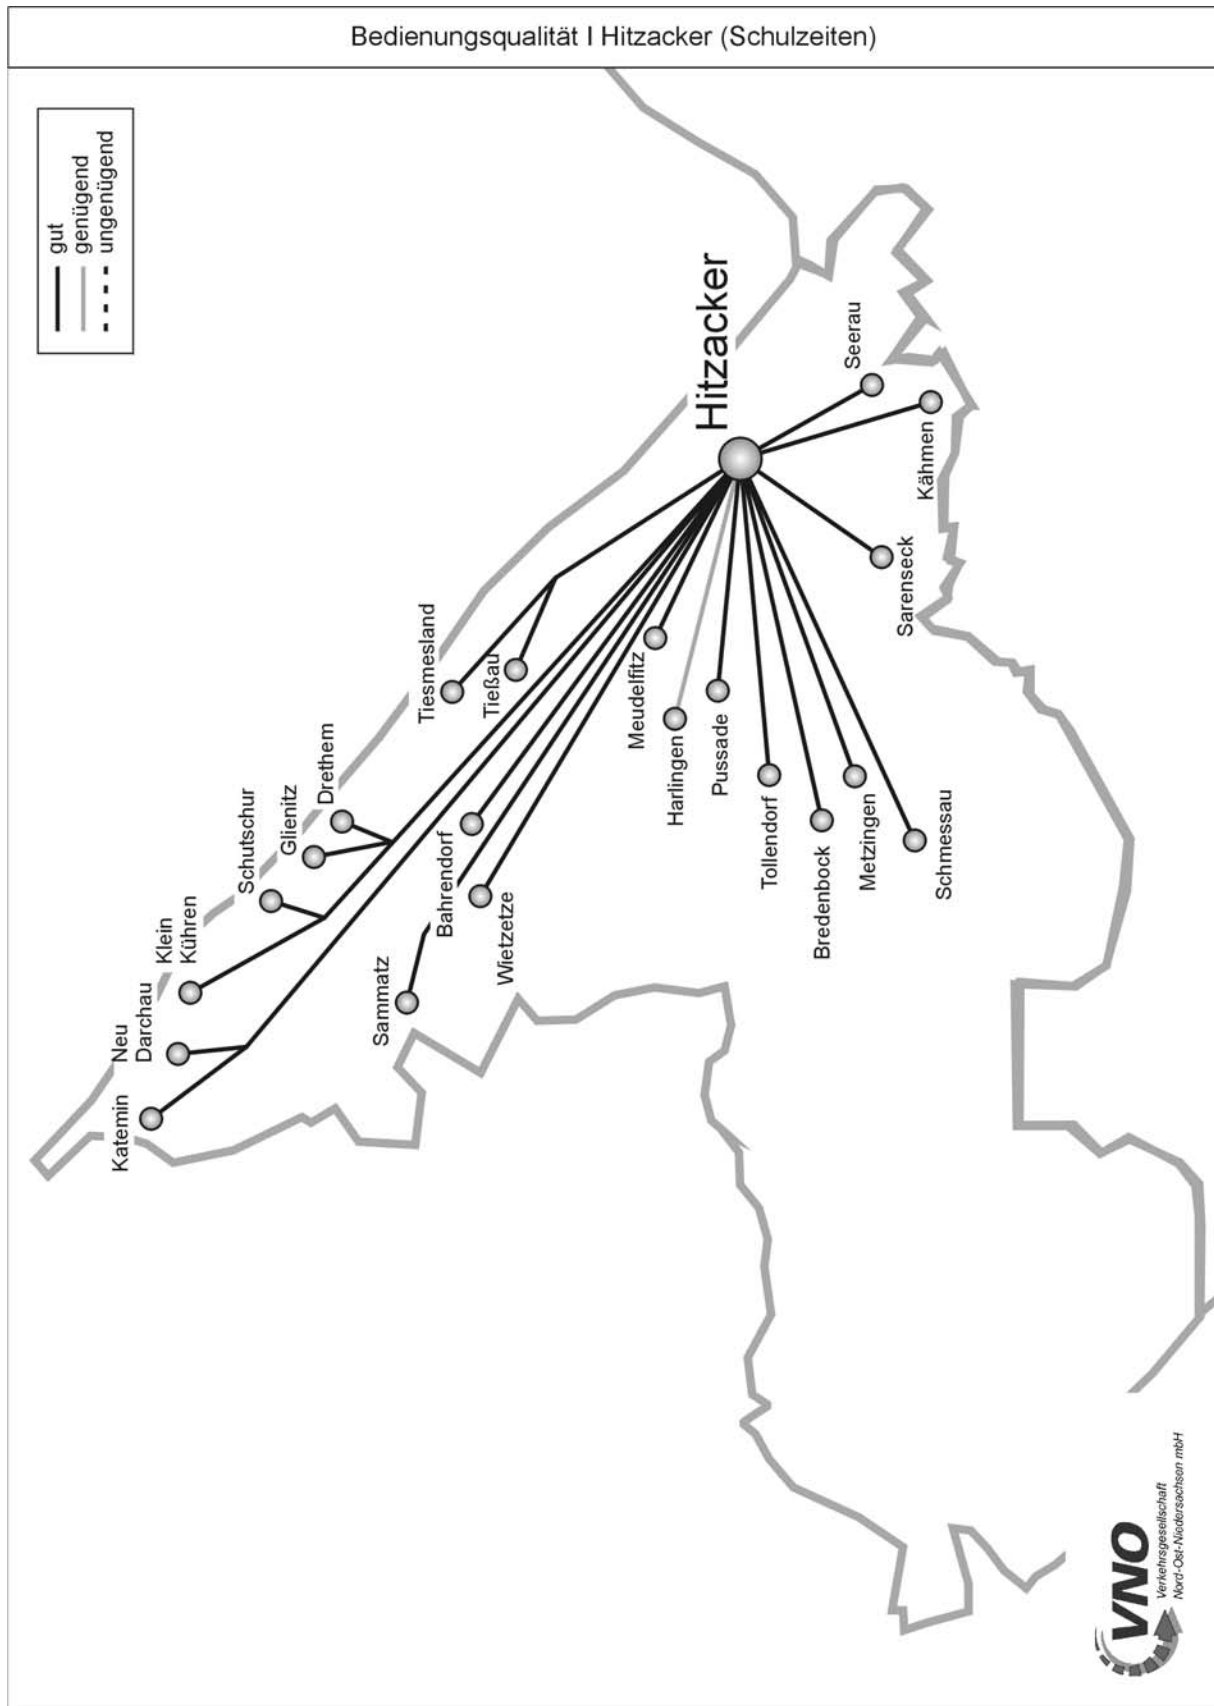 Bedienungsqualität I Hitzacker (Schulzeiten)
gut
genügend
ungenügend
Hitzacker
Seerau
Kähmen
Sarenseck
Tiesmesland
Tießau
Meudelfitz
Harlingen
Pussade
Tollendorf
Bredenbock
Metzingen
Schmessau
Drethem
Glienitz
Schutschur
Klein
Kühren
Neu
Darchau
Katemin
Bahrendorf
Wietzetze
Sammatz
VNO
Verkehrsgesellschaft
Nord-Ost-Niedersachsen mbH